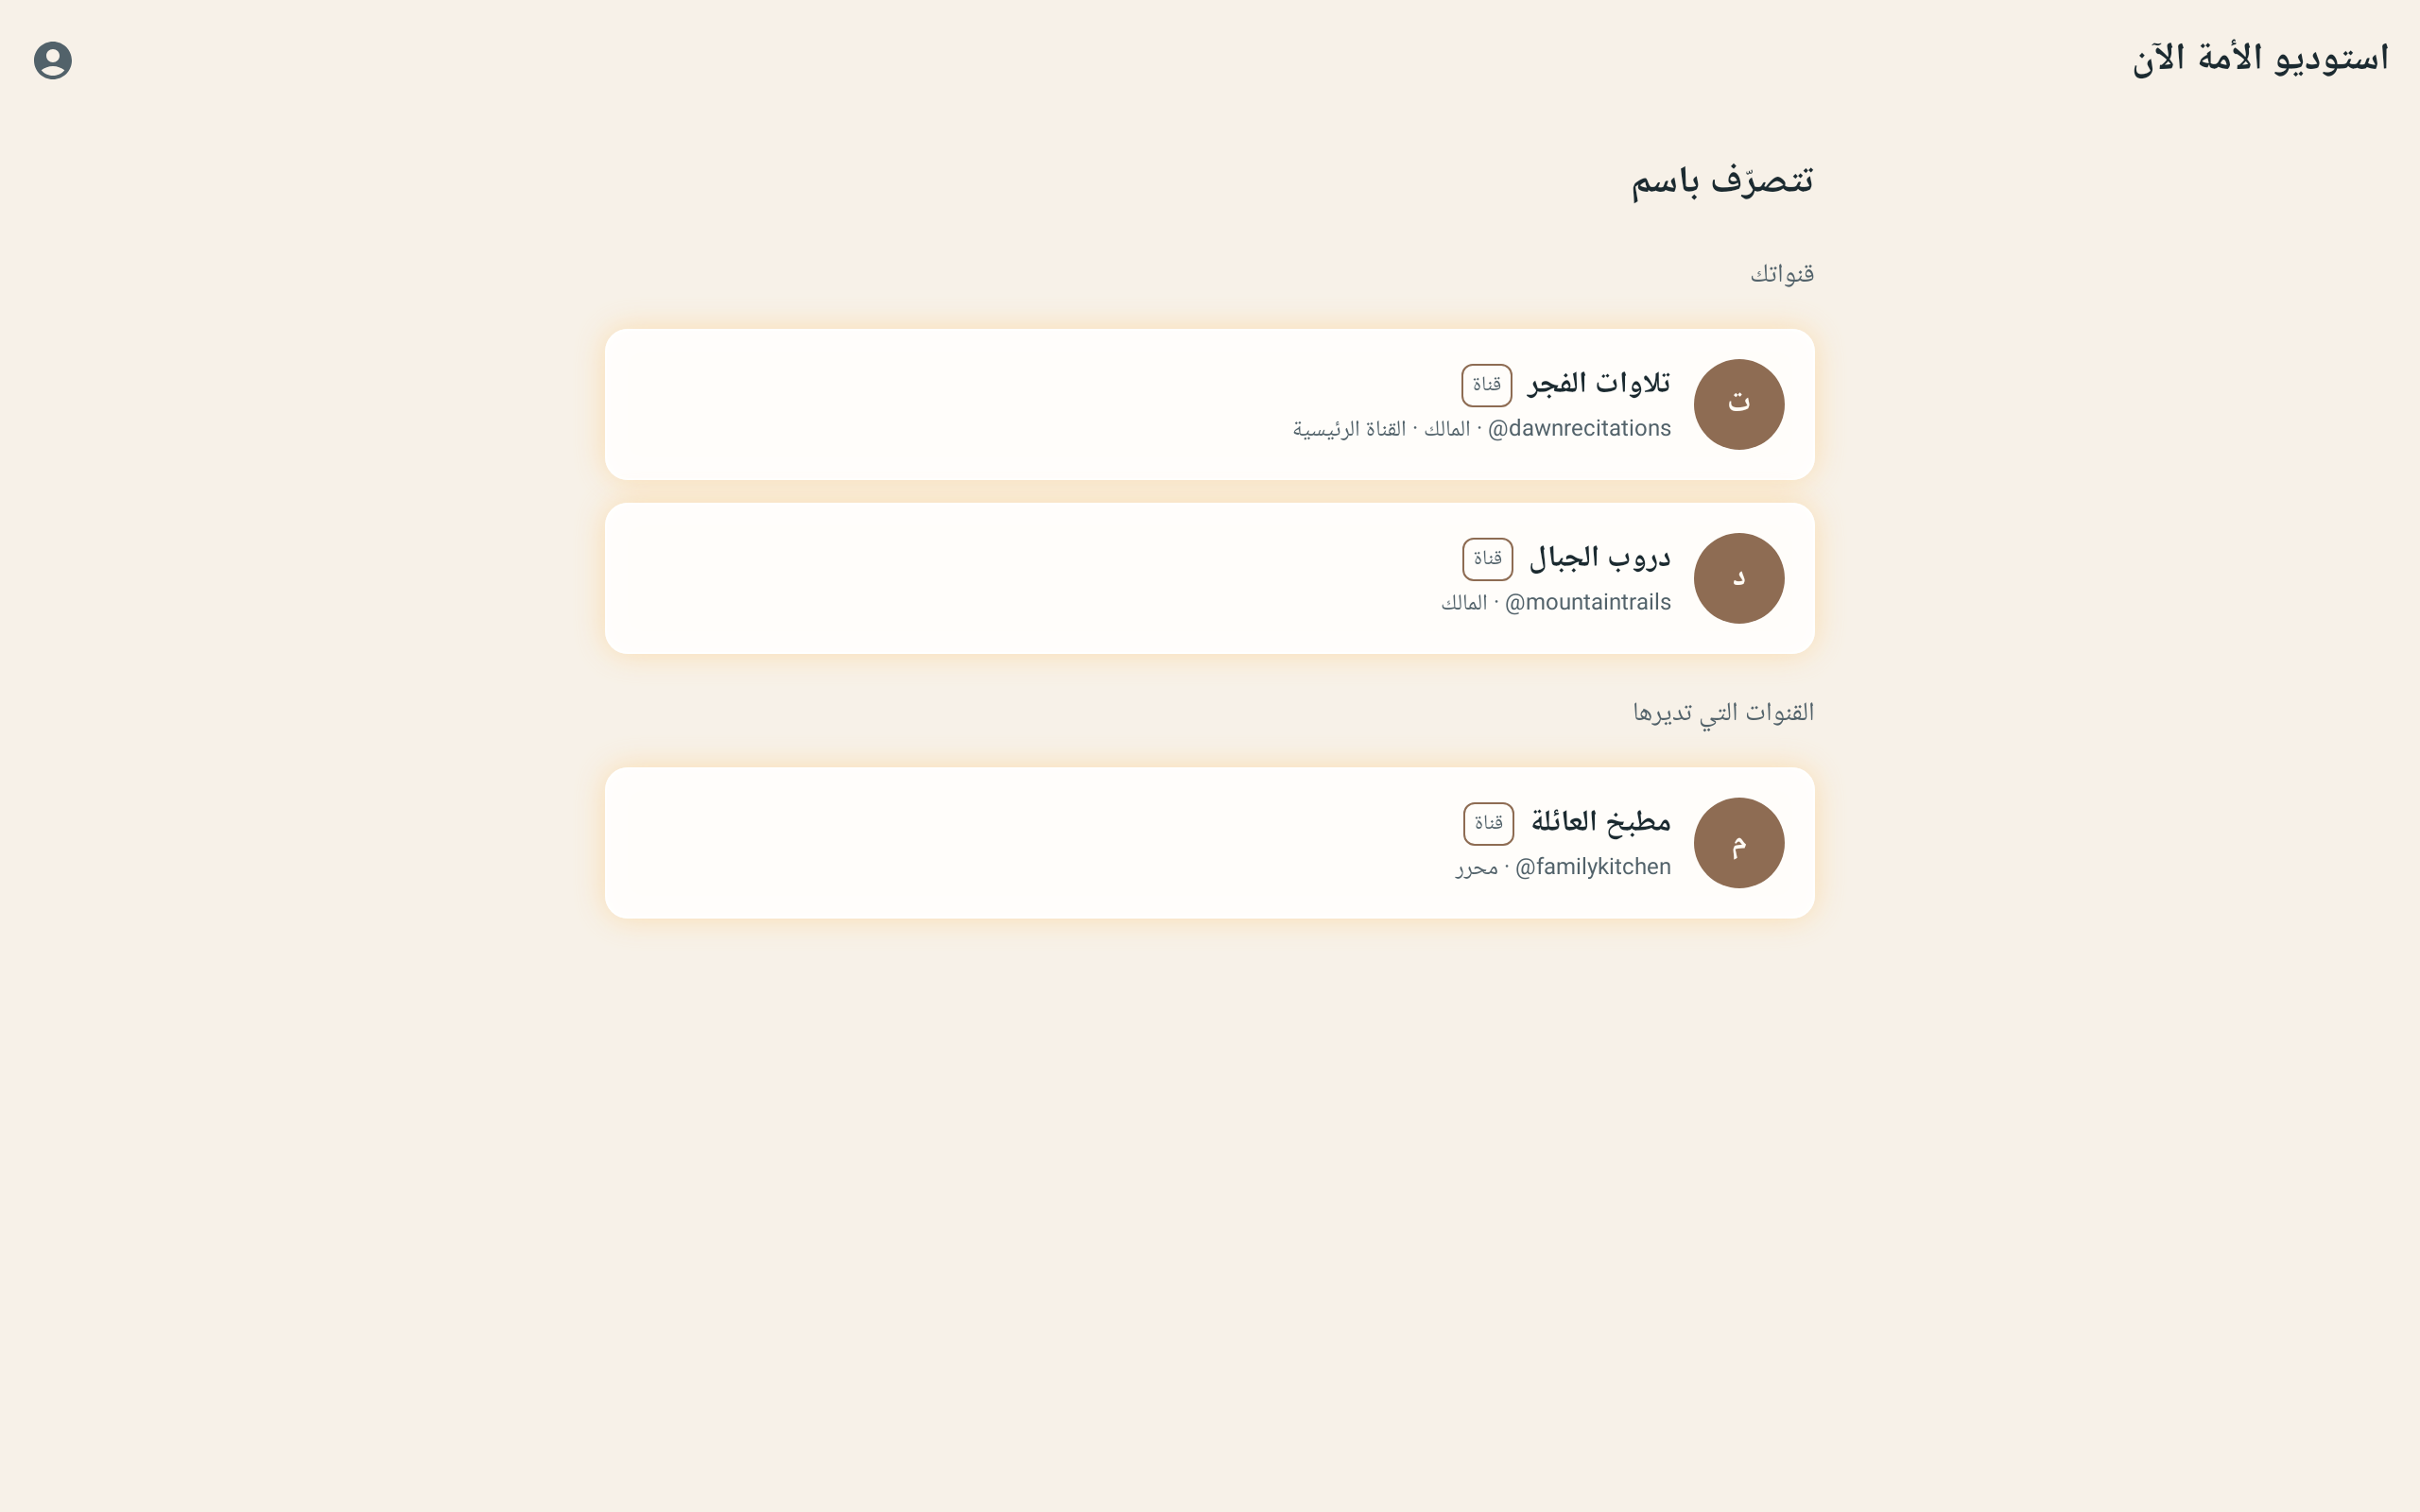 استوديو الأمة الآن
تتصرّف باسم
قنواتك
ت
تلاوات الفجر قناة
@dawnrecitations · المالك · القناة الرئيسية
د
دروب الجبال قناة
@mountaintrails · المالك
القنوات التي تديرها
م
مطبخ العائلة قناة
@familykitchen · محرر